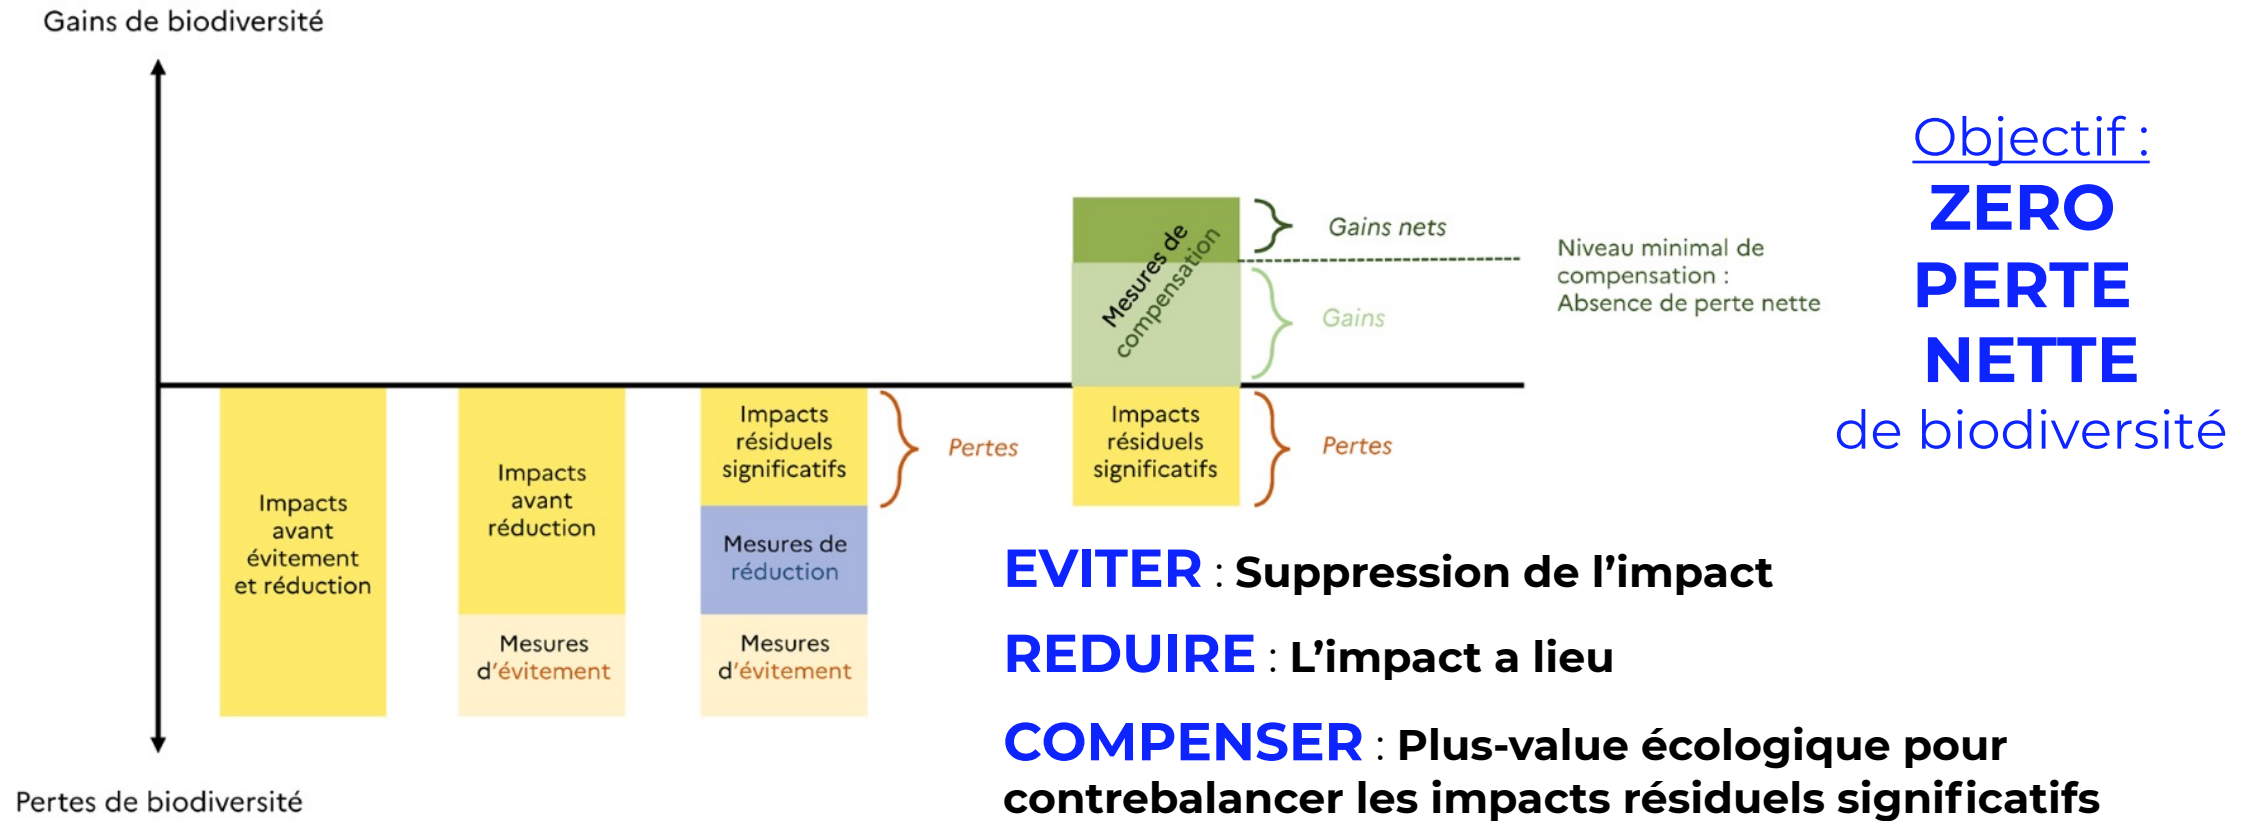 Gains de biodiversité
Impacts
avant
évitement
et réduction
Impacts
avant
réduction
Mesures
d'évitement
Impacts
résiduels
significatifs
Mesures de
réduction
Mesures
d'évitement
Pertes
Mesures de
compensation
Impacts
résiduels
significatifs
Gains nets
Gains
Pertes
Niveau minimal de
compensation :
Absence de perte nette
Pertes de biodiversité
Objectif :
ZERO
PERTE
NETTE
de biodiversité
EVITER : Suppression de l’impact
REDUIRE : L’impact a lieu
COMPENSER : Plus-value écologique pour
contrebalancer les impacts résiduels significatifs